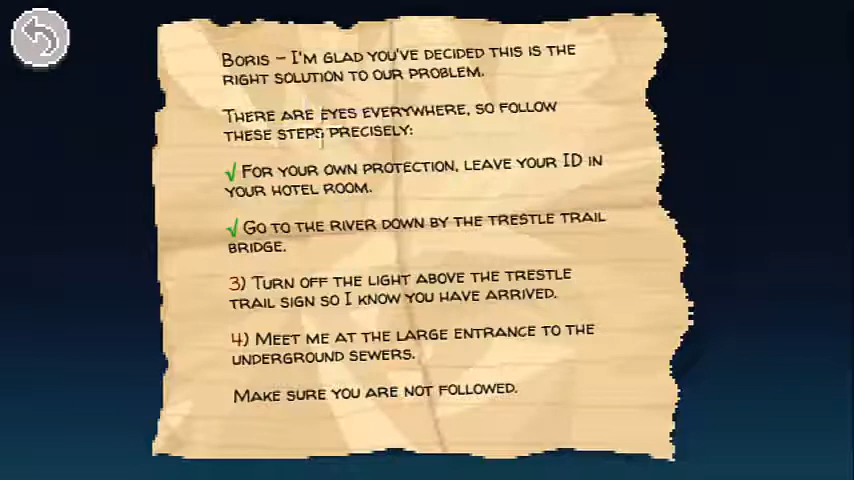 Boris – I'm glad you've decided this is the
right solution to our problem.
There are eyes everywhere, so follow
these steps precisely:
√ For your own protection, leave your ID in
your hotel room.
√ Go to the river down by the Trestle Trail
bridge.
3) Turn off the light above the Trestle
Trail sign so I know you have arrived.
4) Meet me at the large entrance to the
underground sewers.
Make sure you are not followed.